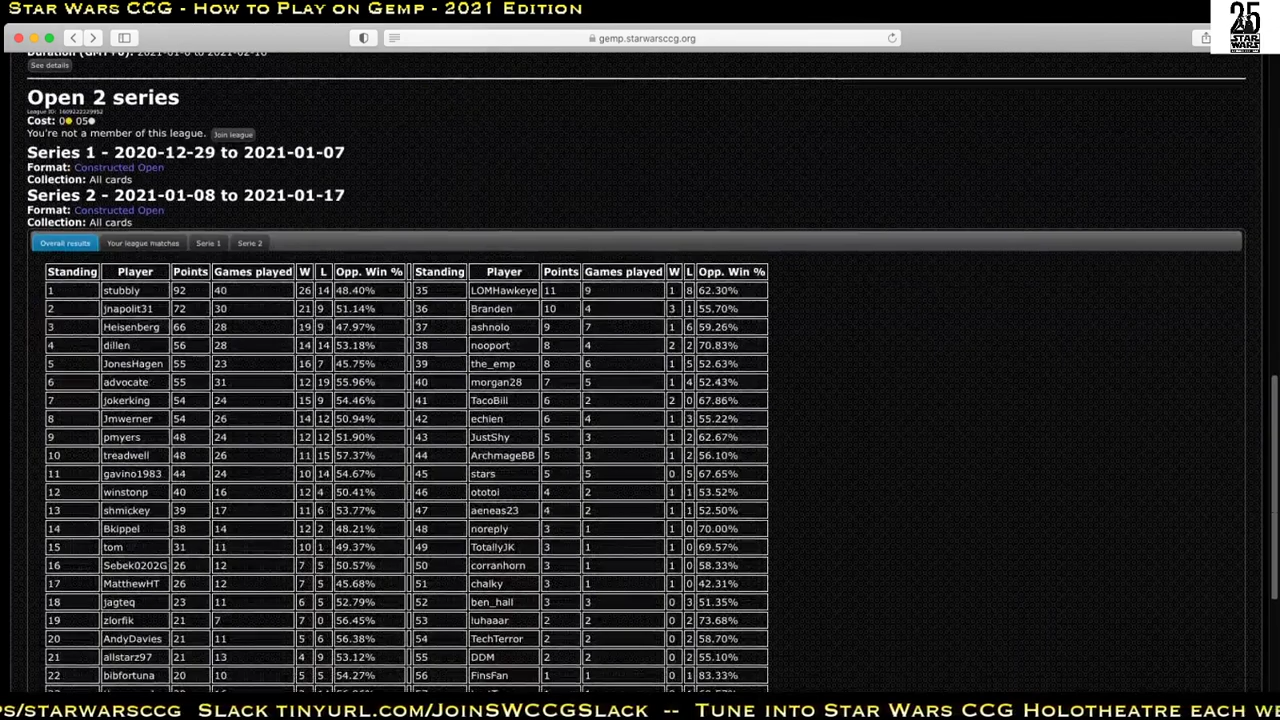 Star Wars CCG - How to Play on Gemp - 2021 Edition
25
STAR
WARS
gemp.starwarsccg.org
See details
Open 2 series
Cost: 0 05
You're not a member of this league. Join league
Series 1 - 2020-12-29 to 2021-01-07
Format: Constructed Open
Collection: All cards
Series 2 - 2021-01-08 to 2021-01-17
Format: Constructed Open
Collection: All cards
Overall results Your league matches Serie 1 Serie 2
Standing Player Points Games played W L Opp. Win % Standing Player Points Games played W L Opp. Win %
1 stubbly 92 40 26 14 48.40% 35 LOMHawkeye 11 9 1 8 62.30%
2 jnapolit31 72 30 21 9 51.14% 36 Branden 10 4 3 1 55.70%
3 Heisenberg 66 28 19 9 47.97% 37 ashnolo 9 7 1 6 59.26%
4 dillen 56 28 14 14 53.18% 38 nooport 8 4 2 2 70.83%
5 JonesHagen 55 23 16 7 45.75% 39 the_emp 8 6 1 5 52.63%
6 advocate 55 31 12 19 55.96% 40 morgan28 7 5 1 4 52.43%
7 jokerking 54 24 15 9 54.46% 41 TacoBill 6 2 2 0 67.86%
8 Jmwerner 54 26 14 12 50.94% 42 echien 6 4 1 3 55.22%
9 pmyers 48 24 12 12 51.90% 43 JustShy 5 3 1 2 62.67%
10 treadwell 48 26 11 15 57.37% 44 ArchmageBB 5 3 1 2 56.10%
11 gavino1983 44 24 10 14 54.67% 45 stars 5 5 0 5 67.65%
12 winstonp 40 16 12 4 50.41% 46 ototoi 4 2 1 1 53.52%
13 shmickey 39 17 11 6 53.77% 47 aeneas23 4 2 1 1 52.50%
14 Bkippel 38 14 12 2 48.21% 48 noreply 3 1 1 0 70.00%
15 tom 31 11 10 1 49.37% 49 TotallyJK 3 1 1 0 69.57%
16 Sebek0202G 26 12 7 5 50.57% 50 corranhorn 3 1 1 0 58.33%
17 MatthewHT 26 12 7 5 45.68% 51 chalky 3 1 1 0 42.31%
18 jagteq 23 11 6 5 52.79% 52 ben_hall 3 3 0 3 51.35%
19 zlorfik 21 7 7 0 56.45% 53 luhaaar 2 2 0 2 73.68%
20 AndyDavies 21 11 5 6 56.38% 54 TechTerror 2 2 0 2 58.70%
21 allstarz97 21 13 4 9 53.12% 55 DDM 2 2 0 2 55.10%
22 bibfortuna 20 10 5 5 54.27% 56 FinsFan 1 1 0 1 83.33%
ps/starwarsccg Slack tinyurl.com/JoinSWCCGSlack -- Tune into Star Wars CCG Holotheatre each we